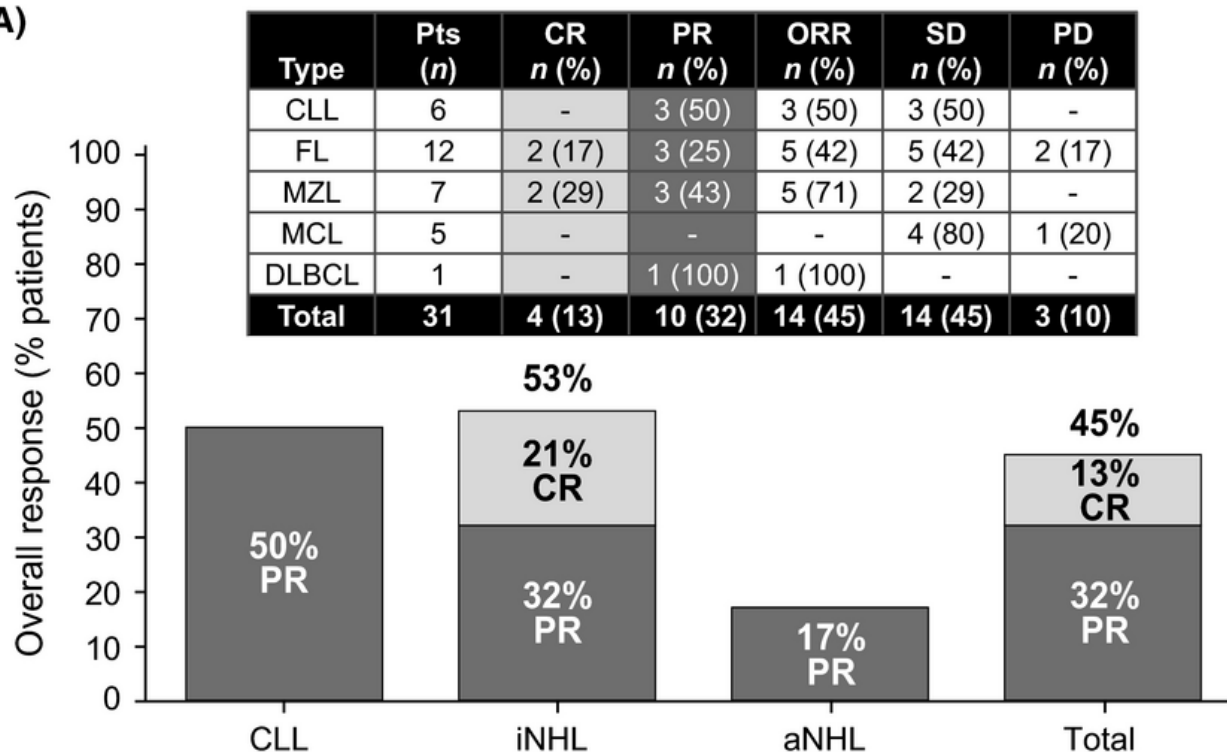 A)
Type Pts (n) CR n (%) PR n (%) ORR n (%) SD n (%) PD n (%)
CLL 6 - 3 (50) 3 (50) 3 (50) -
FL 12 2 (17) 3 (25) 5 (42) 5 (42) 2 (17)
MZL 7 2 (29) 3 (43) 5 (71) 2 (29) -
MCL 5 - - - 4 (80) 1 (20)
DLBCL 1 - 1 (100) 1 (100) - -
Total 31 4 (13) 10 (32) 14 (45) 14 (45) 3 (10)
Overall response (% patients)
100
90
80
70
60
50
40
30
20
10
0
50%
PR
53%
21%
CR
32%
PR
17%
PR
45%
13%
CR
32%
PR
CLL iNHL aNHL Total